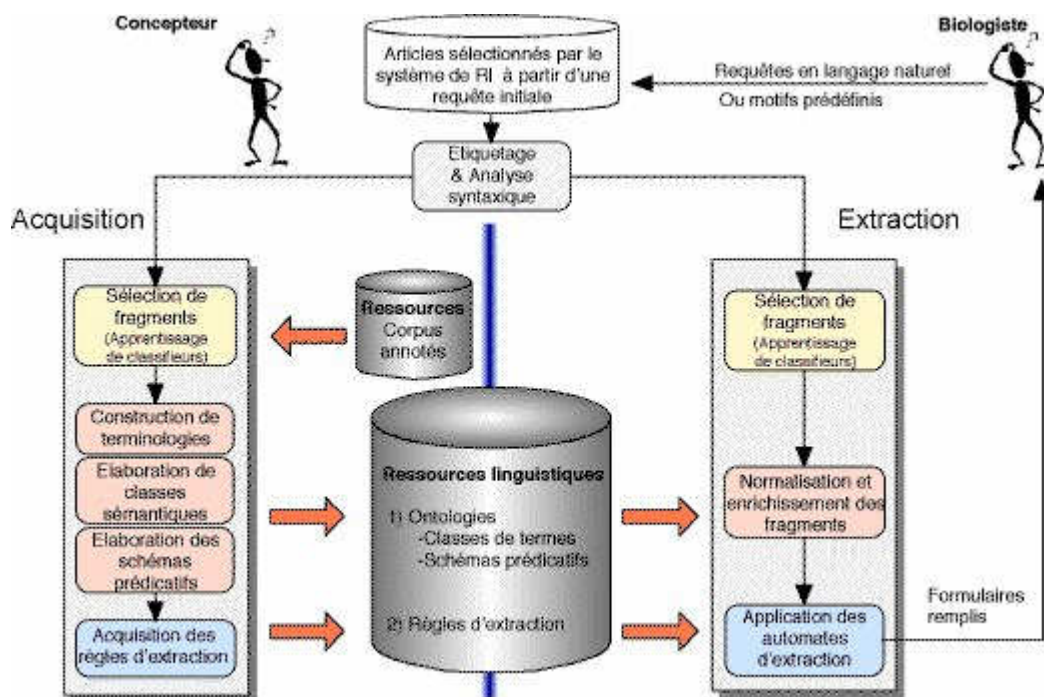 Concepteur
Biologiste
Articles sélectionnés par le
système de RI à partir d'une
requête initiale
Requêtes en langage naturel
Ou motifs prédéfinis
Etiquetage
& Analyse
syntaxique
Acquisition
Extraction
Sélection de
fragments
(Apprentissage
de classifieurs)
Construction de
terminologies
Elaboration de
classes
sémantiques
Elaboration des
schémas
prédicatifs
Acquisition des
règles d'extraction
Ressources
Corpus
annotés
Ressources linguistiques
1) Ontologies
-Classes de termes
-Schémas prédicatifs
2) Règles d'extraction
Sélection de
fragments
(Apprentissage
de classifieurs)
Normalisation et
enrichissement des
fragments
Application des
automates
d'extraction
Formulaires
remplis